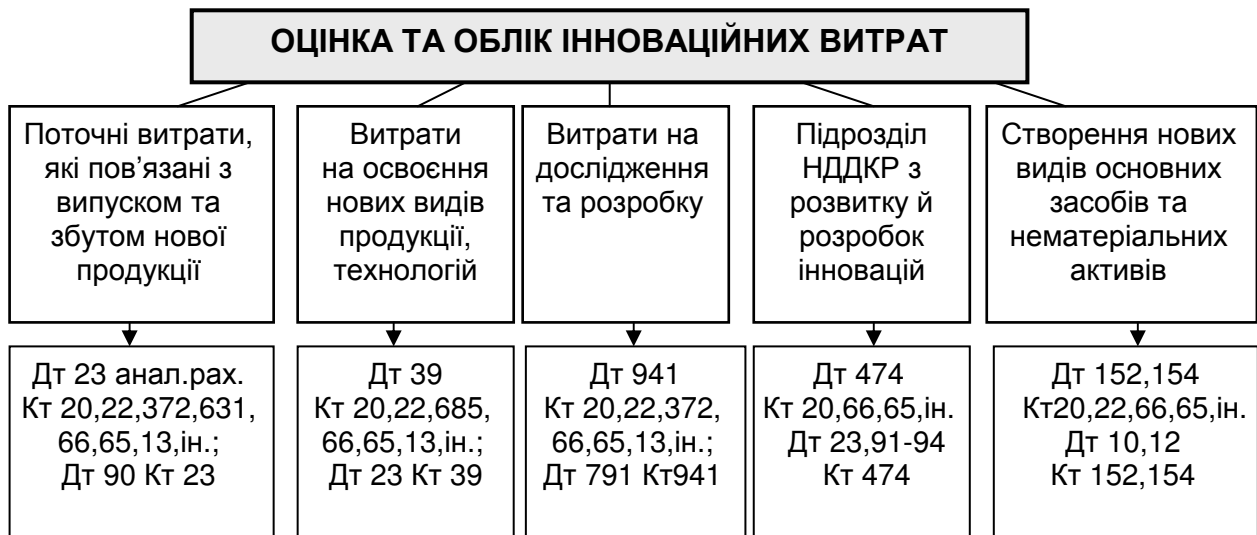 ОЦІНКА ТА ОБЛІК ІННОВАЦІЙНИХ ВИТРАТ
Поточні витрати,
які пов’язані з
випуском та
збутом нової
продукції
Витрати
на освоєння
нових видів
продукції,
технологій
Витрати на
дослідження
та розробку
Підрозділ
НДДКР з
розвитку й
розробок
інновацій
Створення нових
видів основних
засобів та
нематеріальних
активів
Дт 23 анал.рах.
Кт 20,22,372,631,
66,65,13,ін.;
Дт 90 Кт 23
Дт 39
Кт 20,22,685,
66,65,13,ін.;
Дт 23 Кт 39
Дт 941
Кт 20,22,372,
66,65,13,ін.;
Дт 791 Кт941
Дт 474
Кт 20,66,65,ін.
Дт 23,91-94
Кт 474
Дт 152,154
Кт20,22,66,65,ін.
Дт 10,12
Кт 152,154